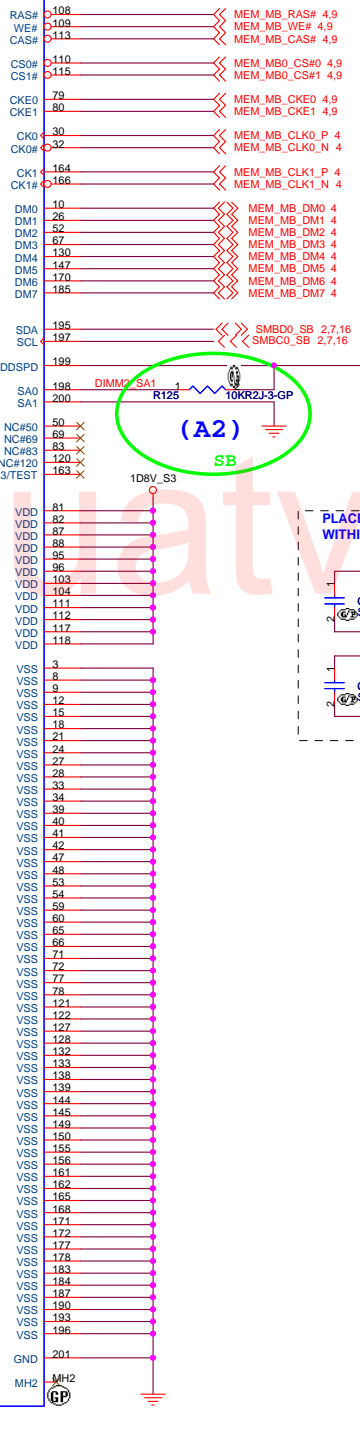 RAS# 108 MEM_MB_RAS# 4,9
WE# 109 MEM_MB_WE# 4,9
CAS# 113 MEM_MB_CAS# 4,9
CS0# 110 MEM_MB0_CS#0 4,9
CS1# 115 MEM_MB0_CS#1 4,9
CKE0 79 MEM_MB_CKE0 4,9
CKE1 80 MEM_MB_CKE1 4,9
CK0 30 MEM_MB_CLK0_P 4
CK0# 32 MEM_MB_CLK0_N 4
CK1 164 MEM_MB_CLK1_P 4
CK1# 166 MEM_MB_CLK1_N 4
DM0 10 MEM_MB_DM0 4
DM1 26 MEM_MB_DM1 4
DM2 52 MEM_MB_DM2 4
DM3 67 MEM_MB_DM3 4
DM4 130 MEM_MB_DM4 4
DM5 147 MEM_MB_DM5 4
DM6 170 MEM_MB_DM6 4
DM7 185 MEM_MB_DM7 4
SDA 195 SMBD0_SB 2,7,16
SCL 197 SMBC0_SB 2,7,16
DDSPD 199
SA0 198 DIMM2_SA1 1
R125 10KR2J-3-GP
SA1 200
(A2)
SB
NC#50 50
NC#69 69
NC#83 83
NC#120 120
3/TEST 163
1D8V_S3
VDD 81
VDD 82
VDD 87
VDD 88
VDD 95
VDD 96
VDD 103
VDD 104
VDD 111
VDD 112
VDD 117
VDD 118
PLACE
WITHI
1
2
1
2
VSS 3
VSS 8
VSS 9
VSS 12
VSS 15
VSS 18
VSS 21
VSS 24
VSS 27
VSS 28
VSS 33
VSS 34
VSS 39
VSS 40
VSS 41
VSS 42
VSS 47
VSS 48
VSS 53
VSS 54
VSS 59
VSS 60
VSS 65
VSS 66
VSS 71
VSS 72
VSS 77
VSS 78
VSS 121
VSS 122
VSS 127
VSS 128
VSS 132
VSS 133
VSS 138
VSS 139
VSS 144
VSS 145
VSS 149
VSS 150
VSS 155
VSS 156
VSS 161
VSS 162
VSS 165
VSS 168
VSS 171
VSS 172
VSS 177
VSS 178
VSS 183
VSS 184
VSS 187
VSS 190
VSS 193
VSS 196
GND 201
MH2 MH2
GP
uatv